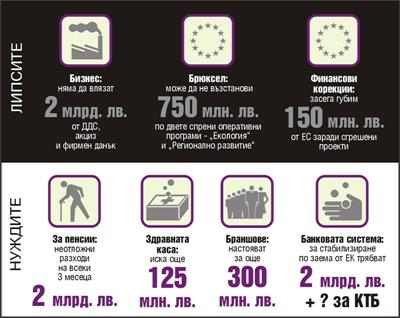 ЛИПСИТЕ
Бизнес:
няма да влязат
2 млрд. лв.
от ДДС,
акциз
и фирмен данък
Брюксел:
може да не възстанови
750 млн. лв.
по двете спрени оперативни
програми - „Екология"
и „Регионално развитие"
Финансови
корекции:
засега губим
150 млн. лв.
от ЕС заради сгрешени
проекти
НУЖДИТЕ
За пенсии:
неотложни
разходи
на всеки
3 месеца
2 млрд. лв.
Здравната
каса:
иска още
125
млн. лв.
Браншове:
настояват
за още
300
млн. лв.
Банковата система:
за стабилизиране
по заема от ЕК трябват
2 млрд. лв.
+ ? за КТБ